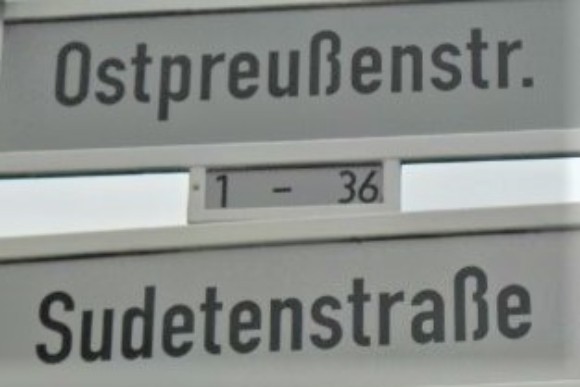 Ostpreußenstr.
1 - 36
Sudetenstraße